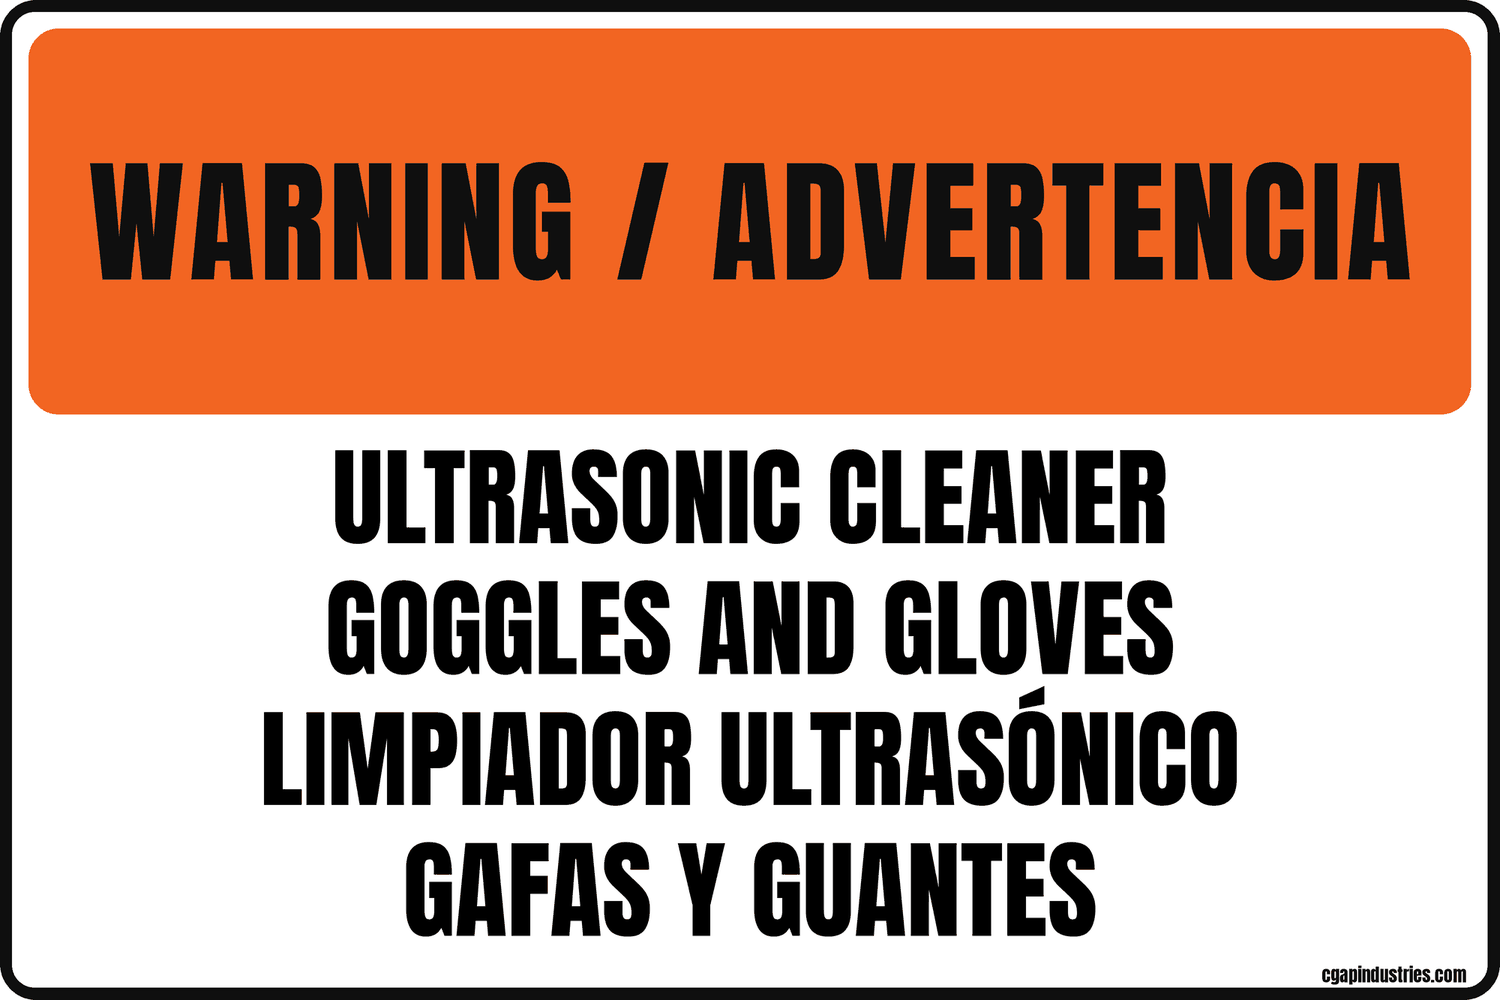 WARNING / ADVERTENCIA
ULTRASONIC CLEANER
GOGGLES AND GLOVES
LIMPIADOR ULTRASÓNICO
GAFAS Y GUANTES
cgapindustries.com